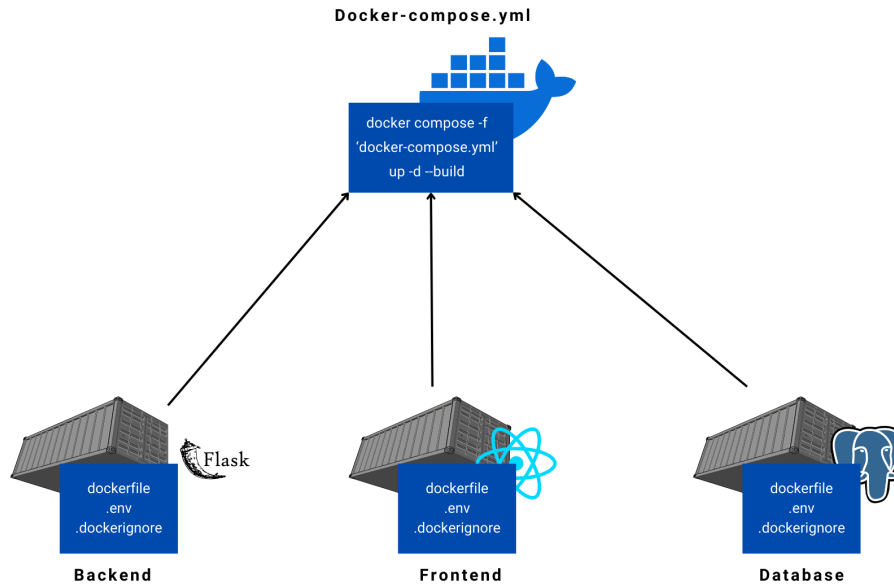 Docker-compose.yml
docker compose -f
‘docker-compose.yml’
up -d --build
Flask
dockerfile
.env
.dockerignore
Backend
dockerfile
.env
.dockerignore
Frontend
dockerfile
.env
.dockerignore
Database